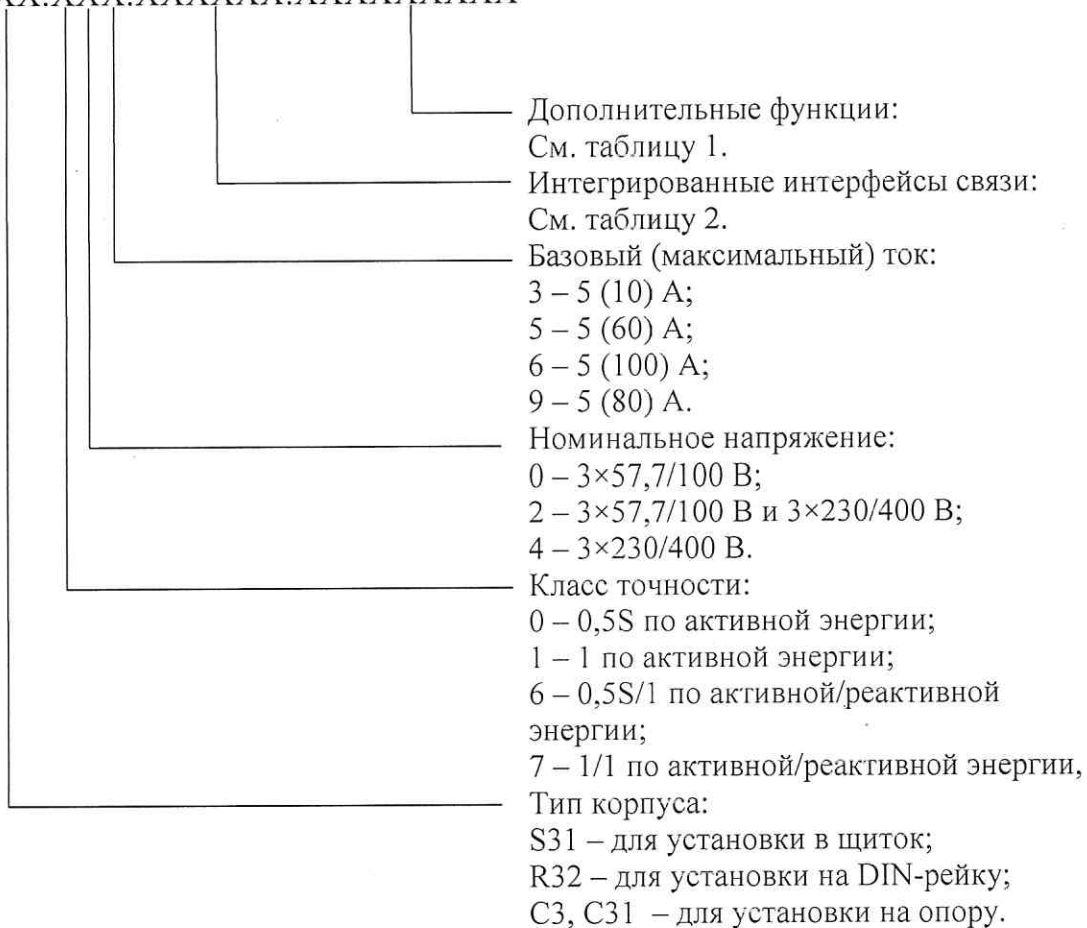 Дополнительные функции:
См. таблицу 1.
Интегрированные интерфейсы связи:
См. таблицу 2.
Базовый (максимальный) ток:
3 – 5 (10) А;
5 – 5 (60) А;
6 – 5 (100) А;
9 – 5 (80) А.
Номинальное напряжение:
0 – 3×57,7/100 В;
2 – 3×57,7/100 В и 3×230/400 В;
4 – 3×230/400 В.
Класс точности:
0 – 0,5S по активной энергии;
1 – 1 по активной энергии;
6 – 0,5S/1 по активной/реактивной
энергии;
7 – 1/1 по активной/реактивной энергии,
Тип корпуса:
S31 – для установки в щиток;
R32 – для установки на DIN-рейку;
С3, С31 – для установки на опору.